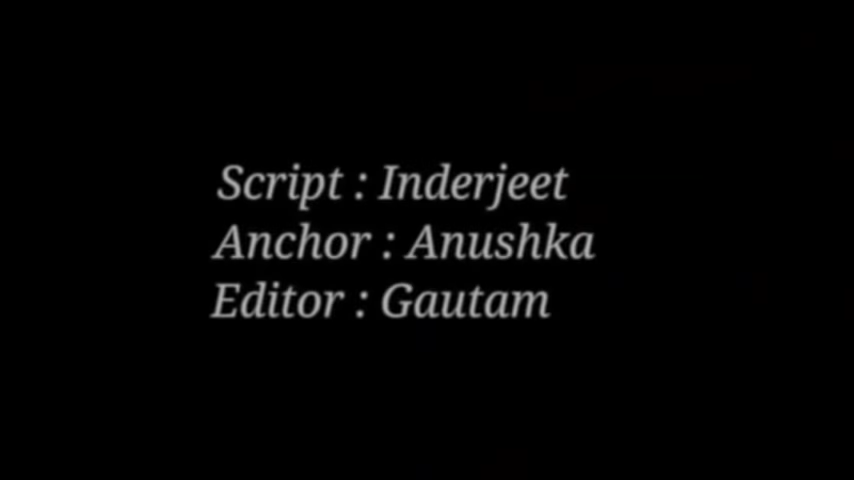 Script : Inderjeet
Anchor : Anushka
Editor : Gautam